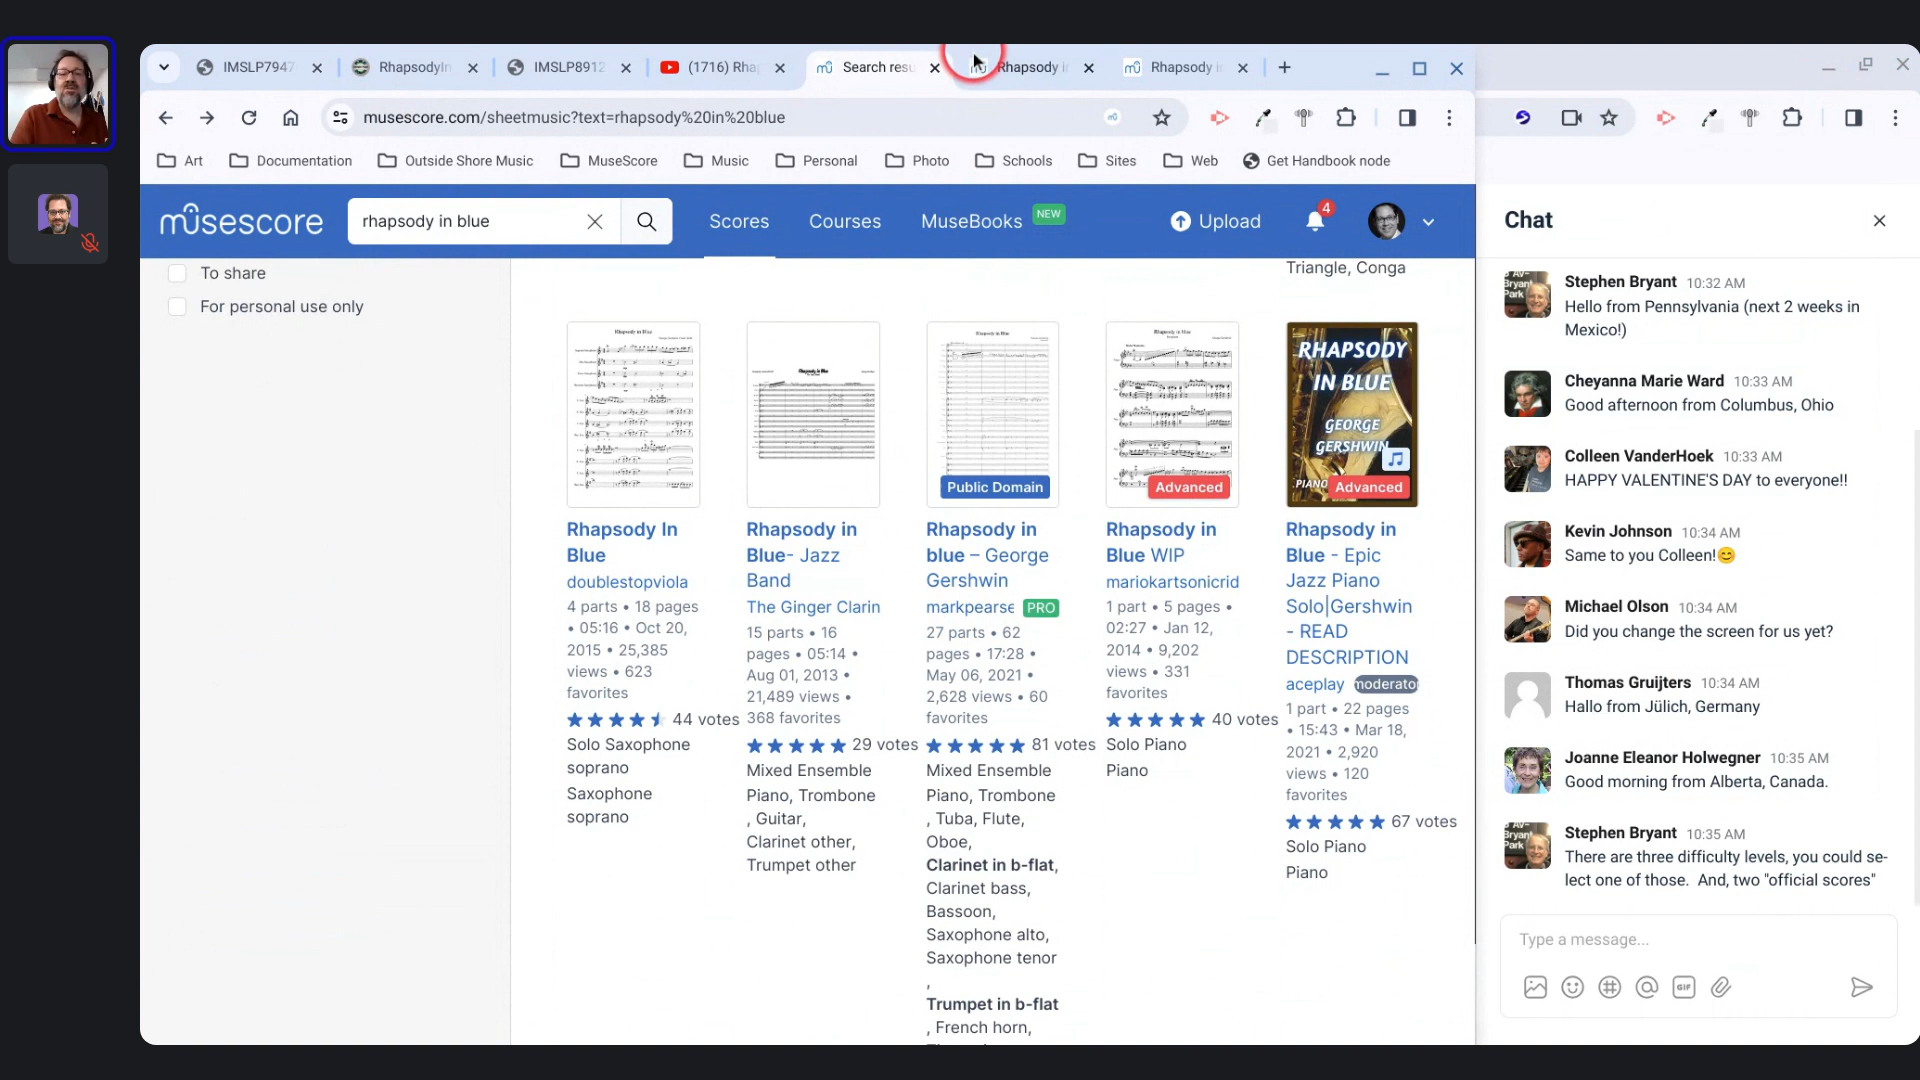 IMSLP7947
RhapsodyIn
IMSLP8912
(1716) Rha
Search resu
Rhapsody i
Rhapsody i
musescore.com/sheetmusic?text=rhapsody%20in%20blue
Art
Documentation
Outside Shore Music
MuseScore
Music
Personal
Photo
Schools
Sites
Web
Get Handbook node
musescore
rhapsody in blue
Scores
Courses
MuseBooks NEW
Upload
4
To share
For personal use only
Triangle, Conga
Public Domain
Advanced
RHAPSODY
IN BLUE
GEORGE
GERSHWIN
PIANO
Advanced
Rhapsody In
Blue
doublestopviola
4 parts • 18 pages
• 05:16 • Oct 20,
2015 • 25,385
views • 623
favorites
44 votes
Solo Saxophone
soprano
Saxophone
soprano
Rhapsody in
Blue- Jazz
Band
The Ginger Clarin
15 parts • 16
pages • 05:14 •
Aug 01, 2013 •
21,489 views •
368 favorites
29 votes
Mixed Ensemble
Piano, Trombone
, Guitar,
Clarinet other,
Trumpet other
Rhapsody in
blue – George
Gershwin
markpearse PRO
27 parts • 62
pages • 17:28 •
May 06, 2021 •
2,628 views • 60
favorites
81 votes
Mixed Ensemble
Piano, Trombone
, Tuba, Flute,
Oboe,
Clarinet in b-flat,
Clarinet bass,
Bassoon,
Saxophone alto,
Saxophone tenor
,
Trumpet in b-flat
, French horn,
Rhapsody in
Blue WIP
mariokartsonicrid
1 part • 5 pages •
02:27 • Jan 12,
2014 • 9,202
views • 331
favorites
40 votes
Solo Piano
Piano
Rhapsody in
Blue - Epic
Jazz Piano
Solo|Gershwin
- READ
DESCRIPTION
aceplay moderator
1 part • 22 pages
• 15:43 • Mar 18,
2021 • 2,920
views • 120
favorites
67 votes
Solo Piano
Piano
Chat
Stephen Bryant 10:32 AM
Hello from Pennsylvania (next 2 weeks in
Mexico!)
Cheyanna Marie Ward 10:33 AM
Good afternoon from Columbus, Ohio
Colleen VanderHoek 10:33 AM
HAPPY VALENTINE'S DAY to everyone!!
Kevin Johnson 10:34 AM
Same to you Colleen!😊
Michael Olson 10:34 AM
Did you change the screen for us yet?
Thomas Gruijters 10:34 AM
Hallo from Jülich, Germany
Joanne Eleanor Holwegner 10:35 AM
Good morning from Alberta, Canada.
Stephen Bryant 10:35 AM
There are three difficulty levels, you could se-
lect one of those. And, two "official scores"
Type a message...
GIF